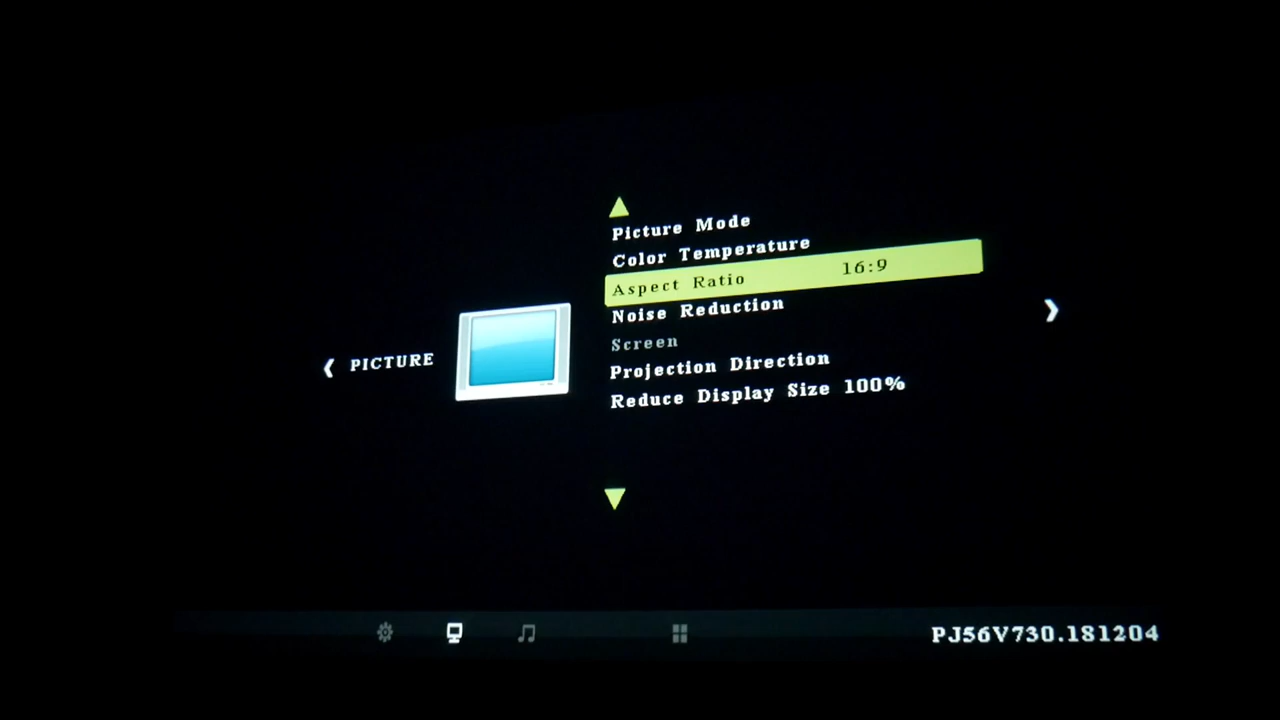 Picture Mode
Color Temperature
Aspect Ratio 16:9
Noise Reduction
Screen
Projection Direction
Reduce Display Size 100%
PICTURE
PJ56V730.181204